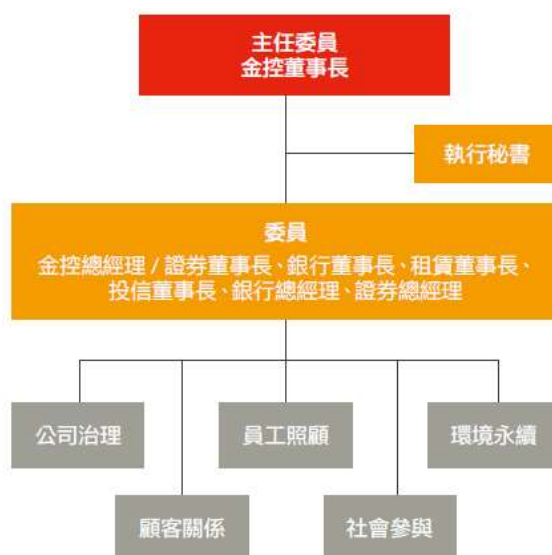 主任委員
金控董事長
執行秘書
委員
金控總經理 / 證券董事長、銀行董事長、租賃董事長、
投信董事長、銀行總經理、證券總經理
公司治理
員工照顧
環境永續
顧客關係
社會參與